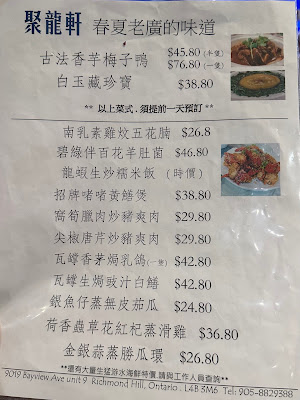 聚龍軒 春夏老廣的味道
古法香芋梅子鴨 $45.80 (半隻)
$76.80 (一隻)
白玉藏珍寶 $38.80
** 以上菜式 . 須提前一天預訂 **
南乳素雞炆五花腩 $26.8
碧綠伴百花羊肚菌 $46.80
龍蝦生炒糯米飯 (時價)
招牌啫啫黃鱔煲 $38.80
萵筍臘肉炒豬爽肉 $29.80
尖椒唐芹炒豬爽肉 $29.80
瓦罉香茅焗乳鴿(一隻) $42.80
瓦罉生焗豉汁白鱔 $42.80
銀魚仔蒸無皮茄瓜 $24.80
荷香蟲草花紅杞蒸滑雞 $36.80
金銀蒜蒸勝瓜環 $26.80
**還有大量生猛游水海鮮特價,請與工作人員查詢**
9019 Bayview Ave unit 9 Richmond Hill, Ontario . L4B 3M6 Tel: 905-8829388